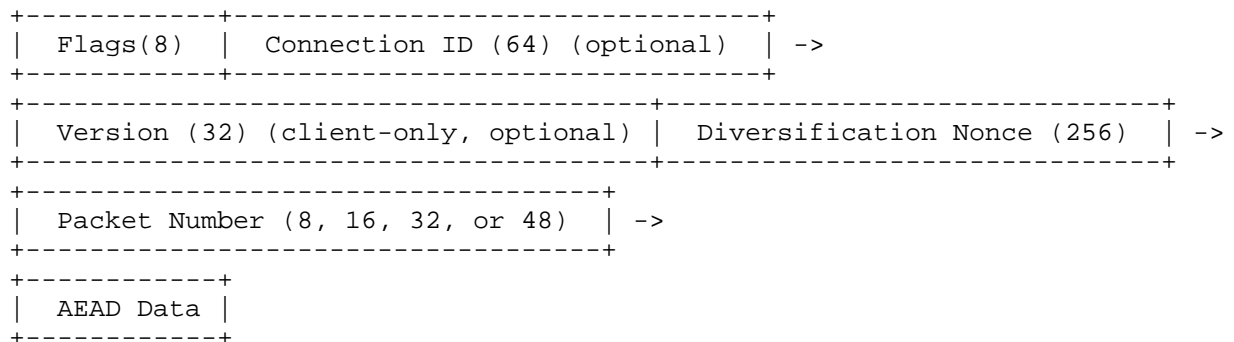 +------------+---------------------------------+
|  Flags(8)  |  Connection ID (64) (optional)  | ->
+------------+---------------------------------+
+---------------------------------------+-------------------------------+
|  Version (32) (client-only, optional) |  Diversification Nonce (256)  | ->
+---------------------------------------+-------------------------------+
+------------------------------------+
|  Packet Number (8, 16, 32, or 48)  | ->
+------------------------------------+
+------------+
|  AEAD Data |
+------------+